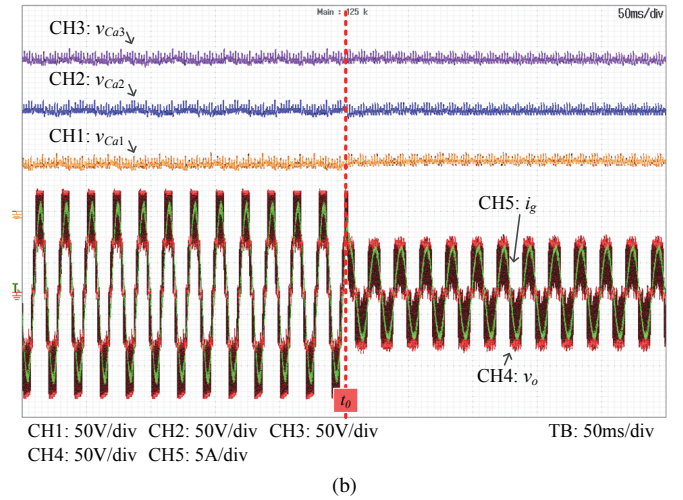 Main : 125 k
50ms/div
CH3: vCa3
CH2: vCa2
CH1: vCa1
CH5: ig
CH4: vo
t0
CH1: 50V/div CH2: 50V/div CH3: 50V/div TB: 50ms/div
CH4: 50V/div CH5: 5A/div
(b)